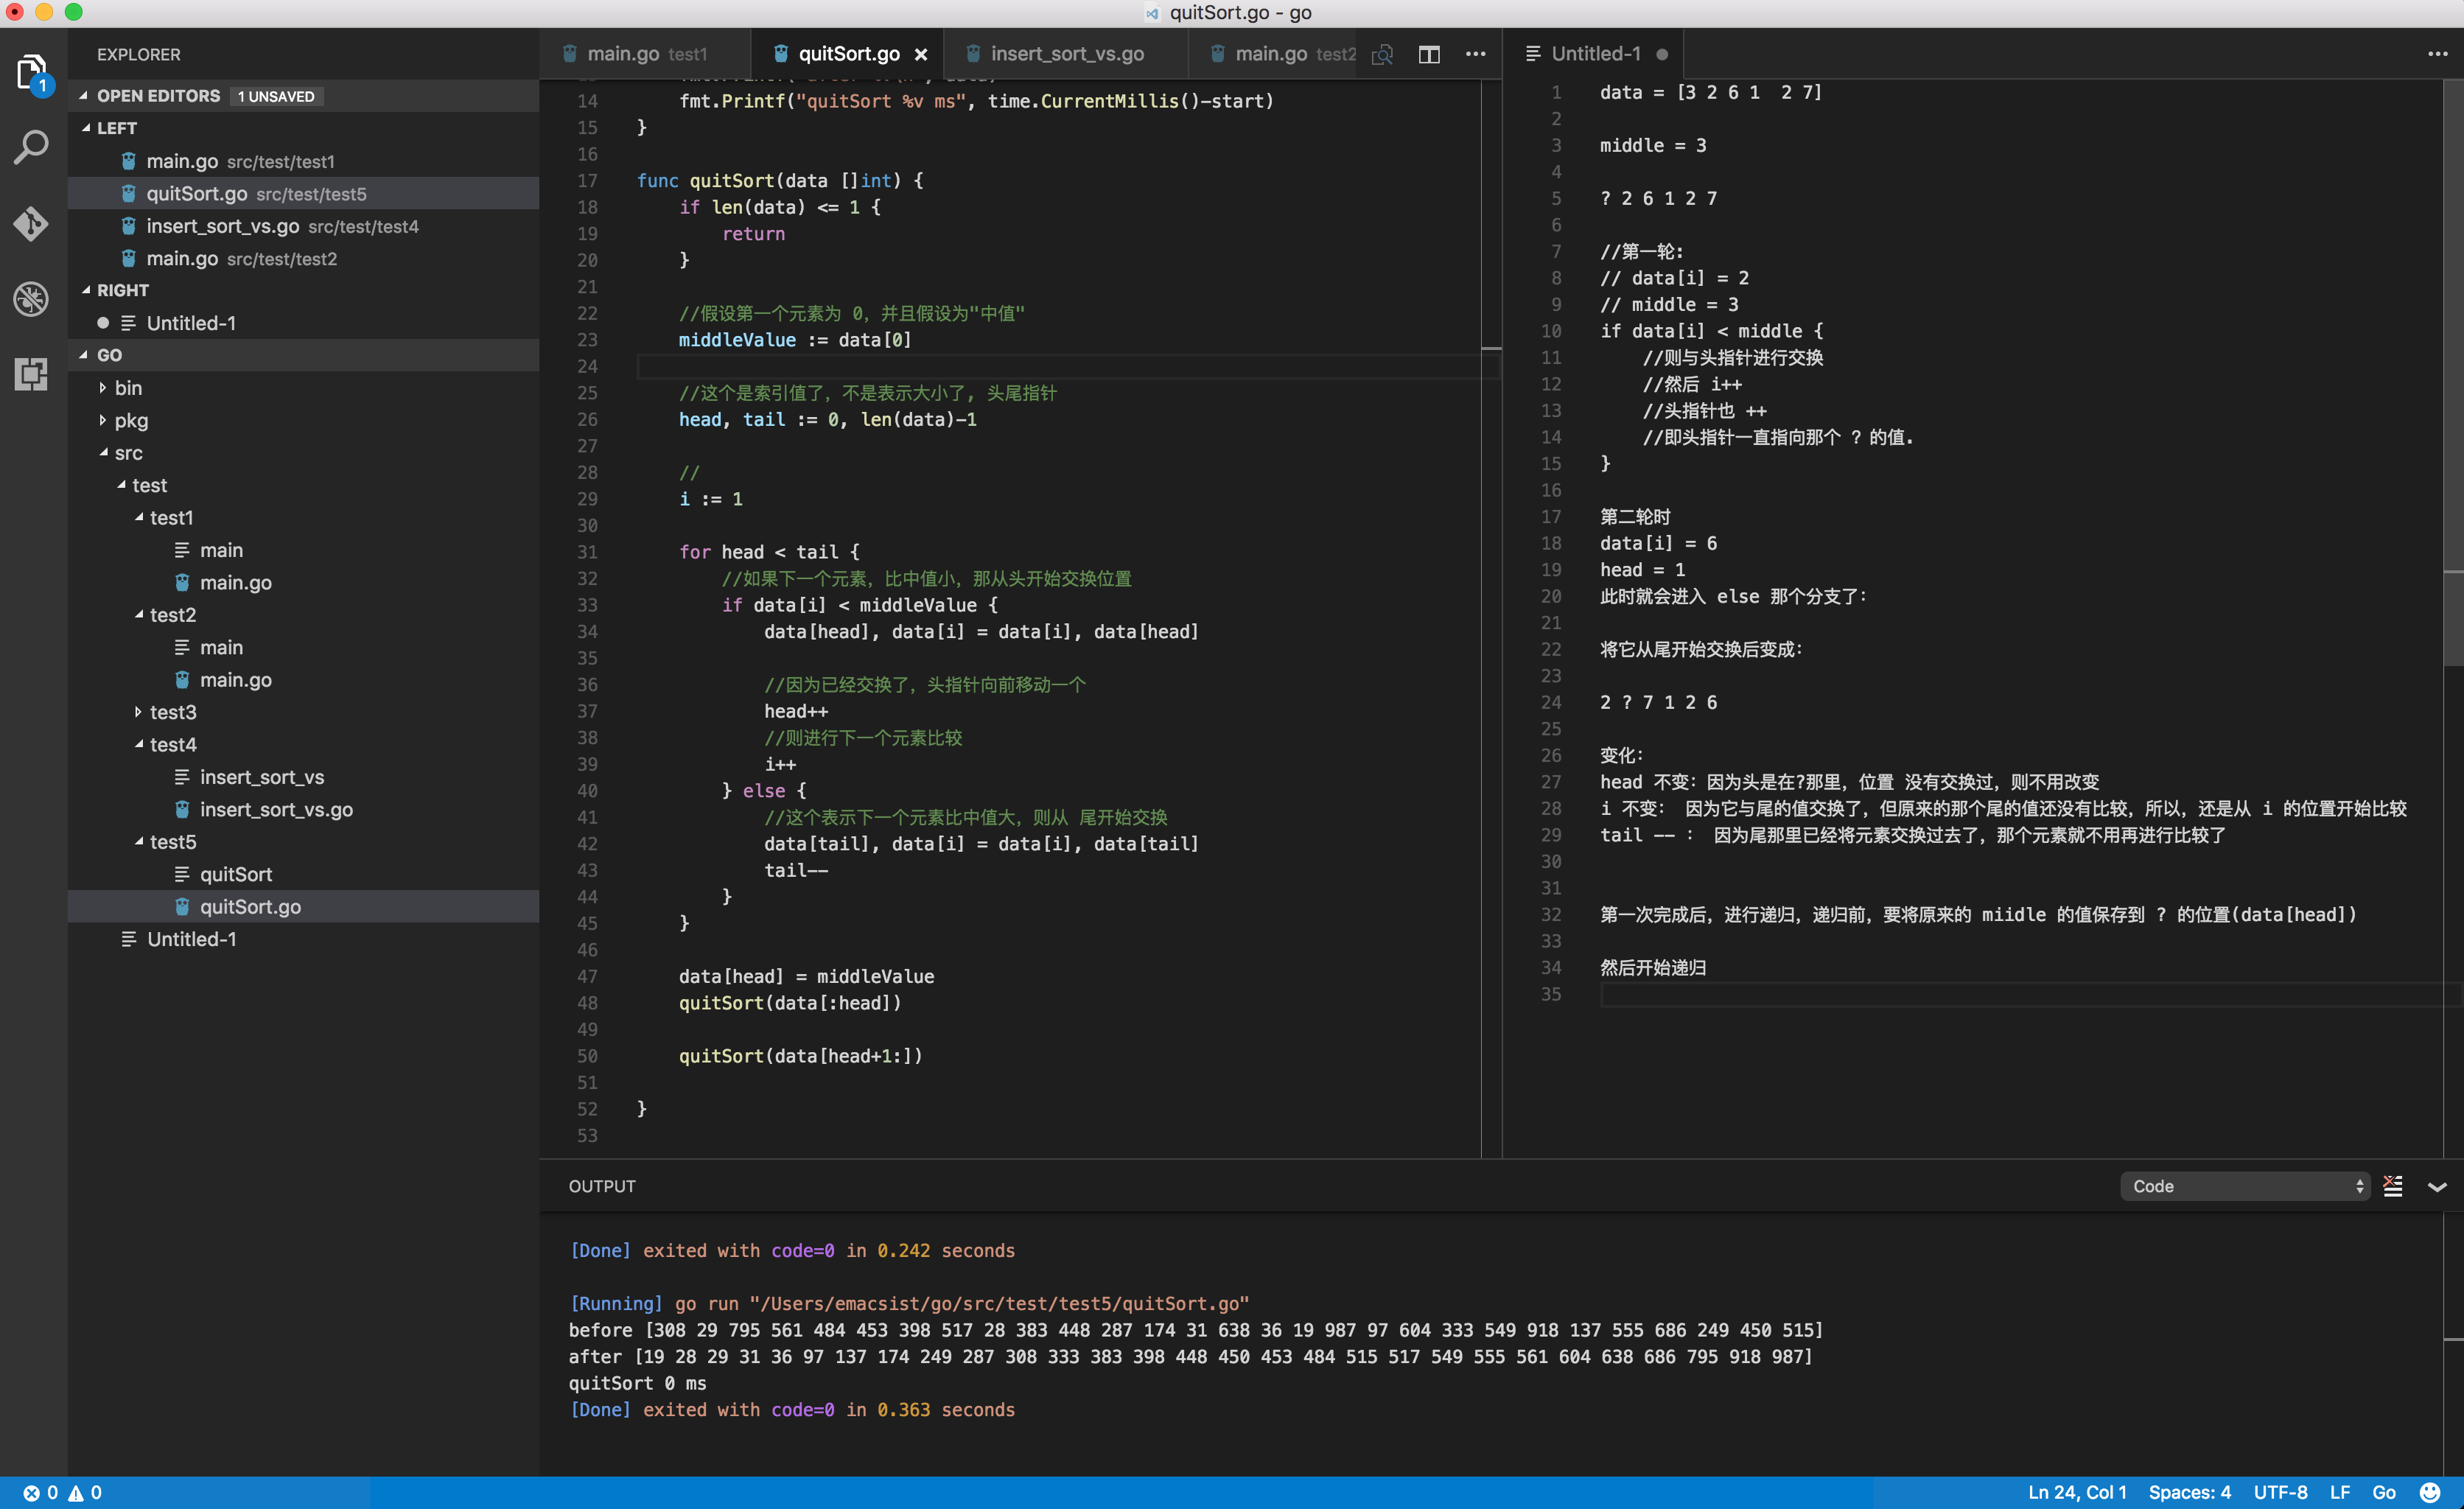 quitSort.go - go
EXPLORER
OPEN EDITORS 1 UNSAVED
LEFT
main.go src/test/test1
quitSort.go src/test/test5
insert_sort_vs.go src/test/test4
main.go src/test/test2
RIGHT
Untitled-1
GO
bin
pkg
src
test
test1
main
main.go
test2
main
main.go
test3
test4
insert_sort_vs
insert_sort_vs.go
test5
quitSort
quitSort.go
Untitled-1
1
main.go test1
quitSort.go
insert_sort_vs.go
main.go test2
14 fmt.Printf("quitSort %v ms", time.CurrentMillis()-start)
15 }
16
17 func quitSort(data []int) {
18 if len(data) <= 1 {
19 return
20 }
21
22 //假设第一个元素为 0，并且假设为"中值"
23 middleValue := data[0]
24
25 //这个是索引值了，不是表示大小了, 头尾指针
26 head, tail := 0, len(data)-1
27
28 //
29 i := 1
30
31 for head < tail {
32 //如果下一个元素，比中值小，那从头开始交换位置
33 if data[i] < middleValue {
34 data[head], data[i] = data[i], data[head]
35
36 //因为已经交换了，头指针向前移动一个
37 head++
38 //则进行下一个元素比较
39 i++
40 } else {
41 //这个表示下一个元素比中值大，则从 尾开始交换
42 data[tail], data[i] = data[i], data[tail]
43 tail--
44 }
45 }
46
47 data[head] = middleValue
48 quitSort(data[:head])
49
50 quitSort(data[head+1:])
51
52 }
53
Untitled-1
1 data = [3 2 6 1  2 7]
2
3 middle = 3
4
5 ? 2 6 1 2 7
6
7 //第一轮:
8 // data[i] = 2
9 // middle = 3
10 if data[i] < middle {
11 //则与头指针进行交换
12 //然后 i++
13 //头指针也 ++
14 //即头指针一直指向那个 ? 的值.
15 }
16
17 第二轮时
18 data[i] = 6
19 head = 1
20 此时就会进入 else 那个分支了:
21
22 将它从尾开始交换后变成:
23
24 2 ? 7 1 2 6
25
26 变化:
27 head 不变: 因为头是在?那里，位置 没有交换过，则不用改变
28 i 不变:  因为它与尾的值交换了，但原来的那个尾的值还没有比较，所以，还是从 i 的位置开始比较
29 tail -- :  因为尾那里已经将元素交换过去了，那个元素就不用再进行比较了
30
31
32 第一次完成后，进行递归，递归前，要将原来的 miidle 的值保存到 ? 的位置(data[head])
33
34 然后开始递归
35
OUTPUT
Code
[Done] exited with code=0 in 0.242 seconds
[Running] go run "/Users/emacsist/go/src/test/test5/quitSort.go"
before [308 29 795 561 484 453 398 517 28 383 448 287 174 31 638 36 19 987 97 604 333 549 918 137 555 686 249 450 515]
after [19 28 29 31 36 97 137 174 249 287 308 333 383 398 448 450 453 484 515 517 549 555 561 604 638 686 795 918 987]
quitSort 0 ms
[Done] exited with code=0 in 0.363 seconds
0 0
Ln 24, Col 1 Spaces: 4 UTF-8 LF Go